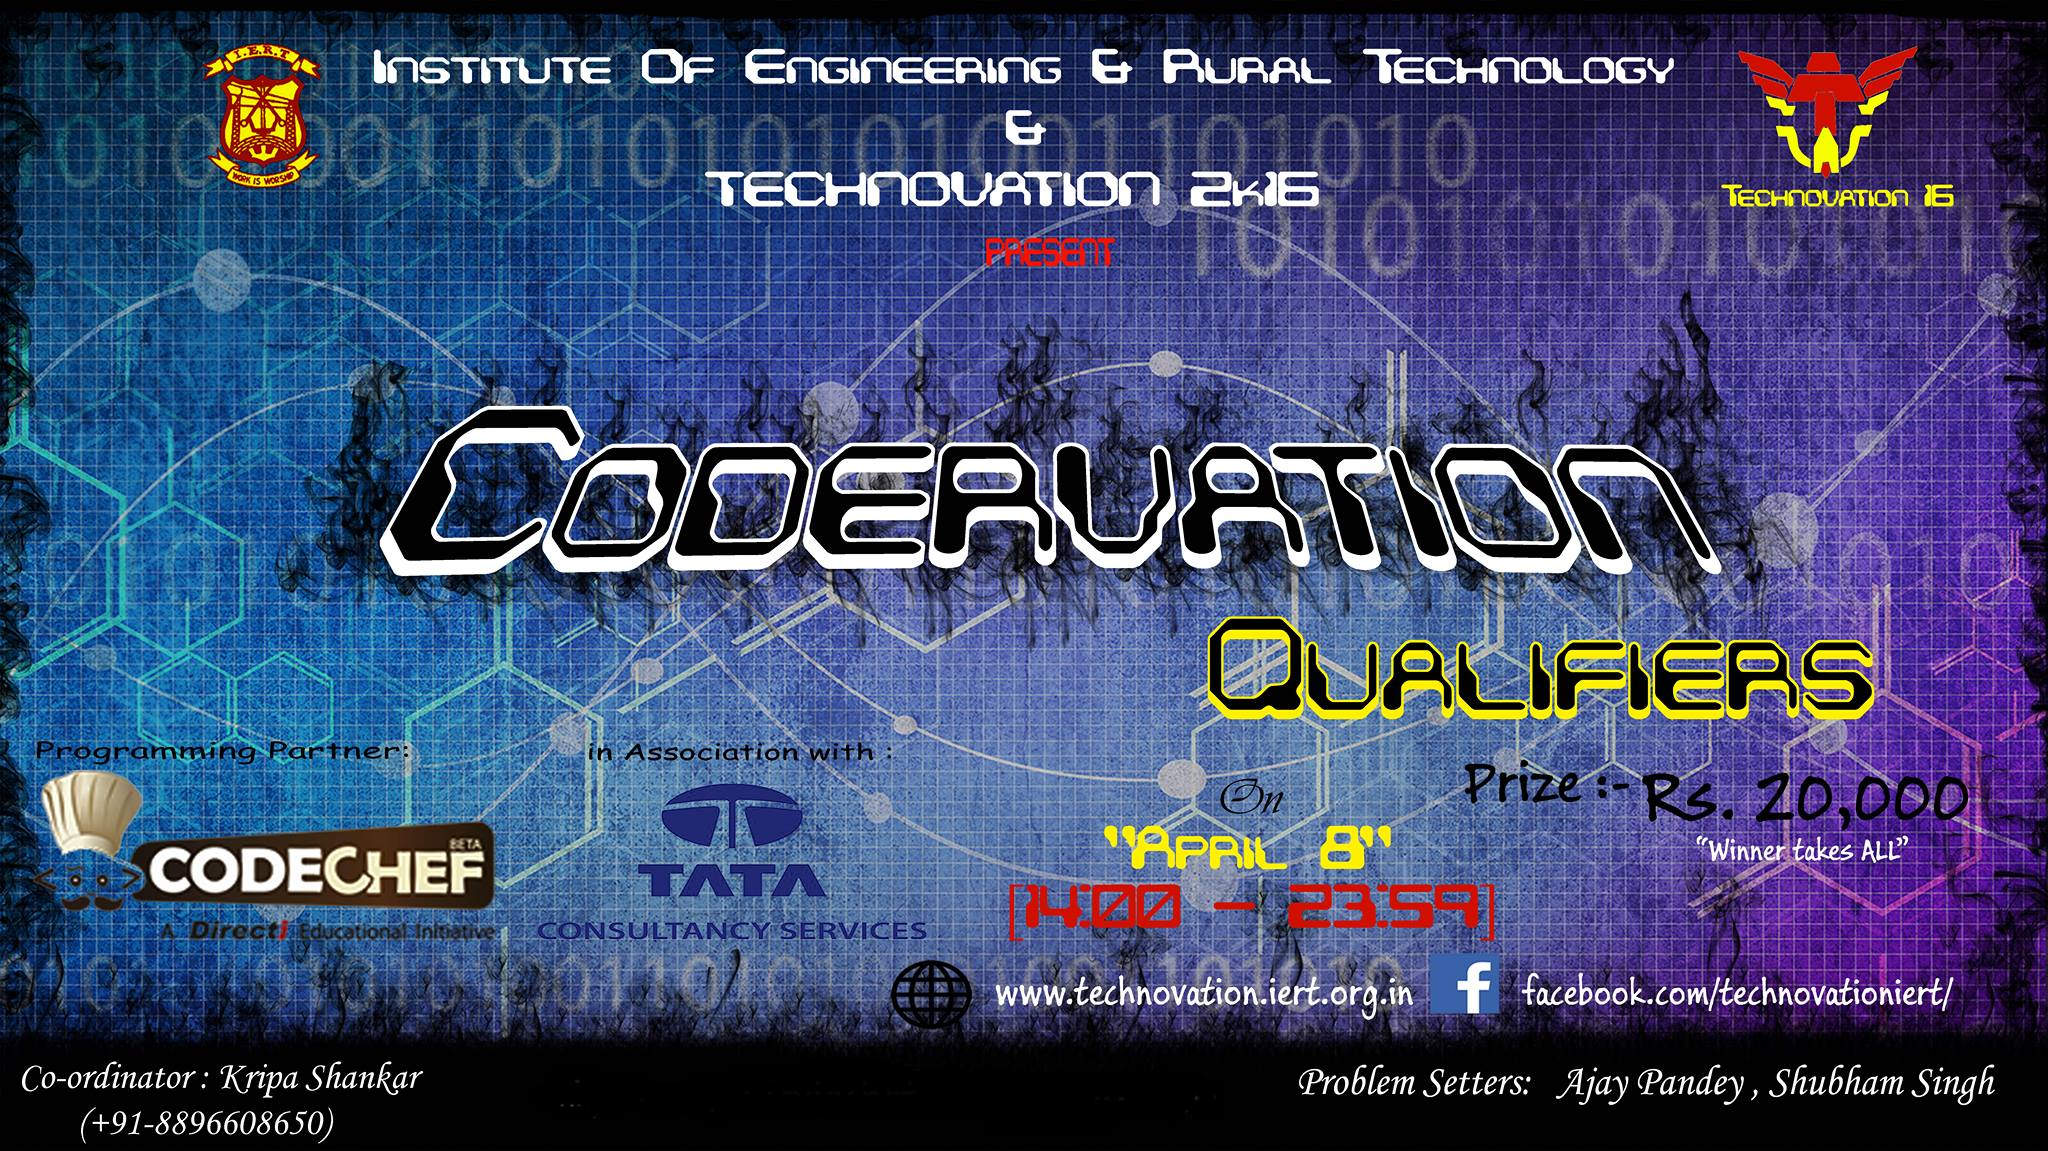 I.E.R.T
WORK IS WORSHIP
Institute Of Engineering & Rural Technology
&
TECHNOVATION 2K16
PRESENT
Technovation 16
Codervation
Qualifiers
Programming Partner:
CODECHEF BETA
A Directi Educational Initiative
in Association with :
TATA
CONSULTANCY SERVICES
On
"April 8"
[14:00 - 23:59]
Prize :- Rs. 20,000
"Winner takes ALL"
www.technovation.iert.org.in
f facebook.com/technovationiert/
Co-ordinator : Kripa Shankar
(+91-8896608650)
Problem Setters: Ajay Pandey , Shubham Singh